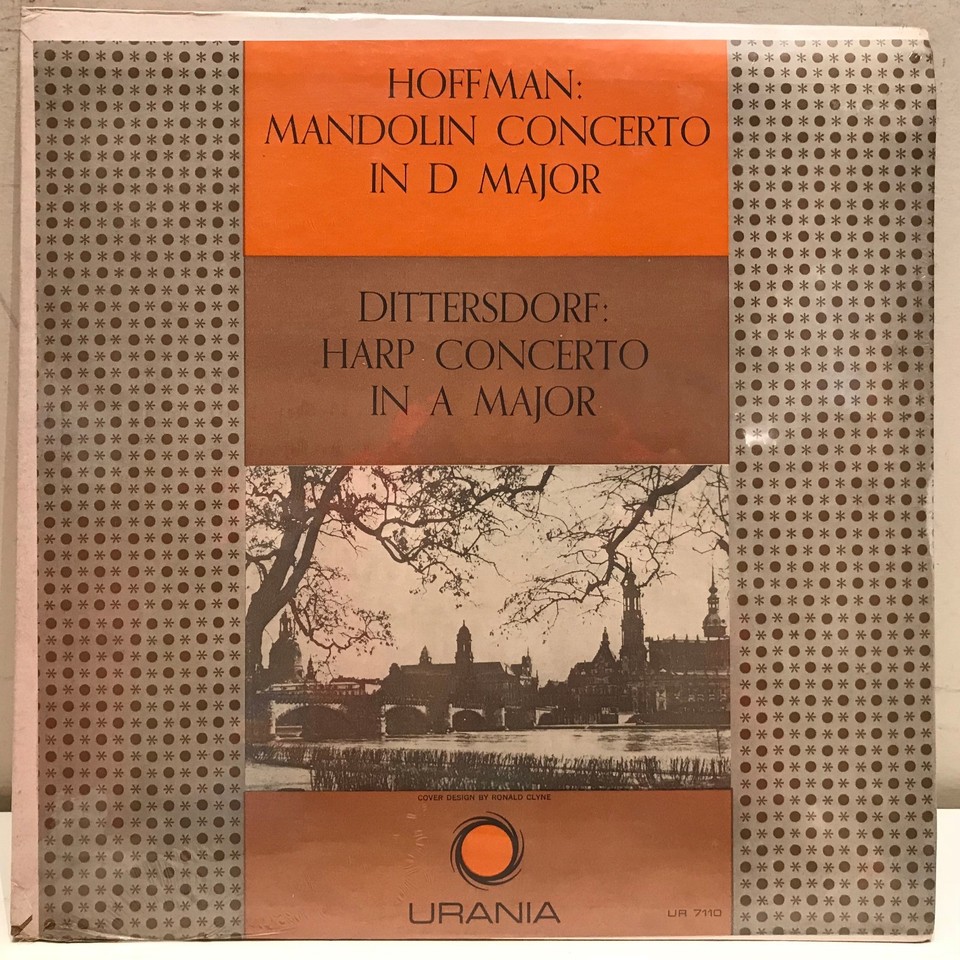 HOFFMAN:
MANDOLIN CONCERTO
IN D MAJOR
DITTERSDORF:
HARP CONCERTO
IN A MAJOR
COVER DESIGN BY RONALD CLYNE
URANIA
UR 7110